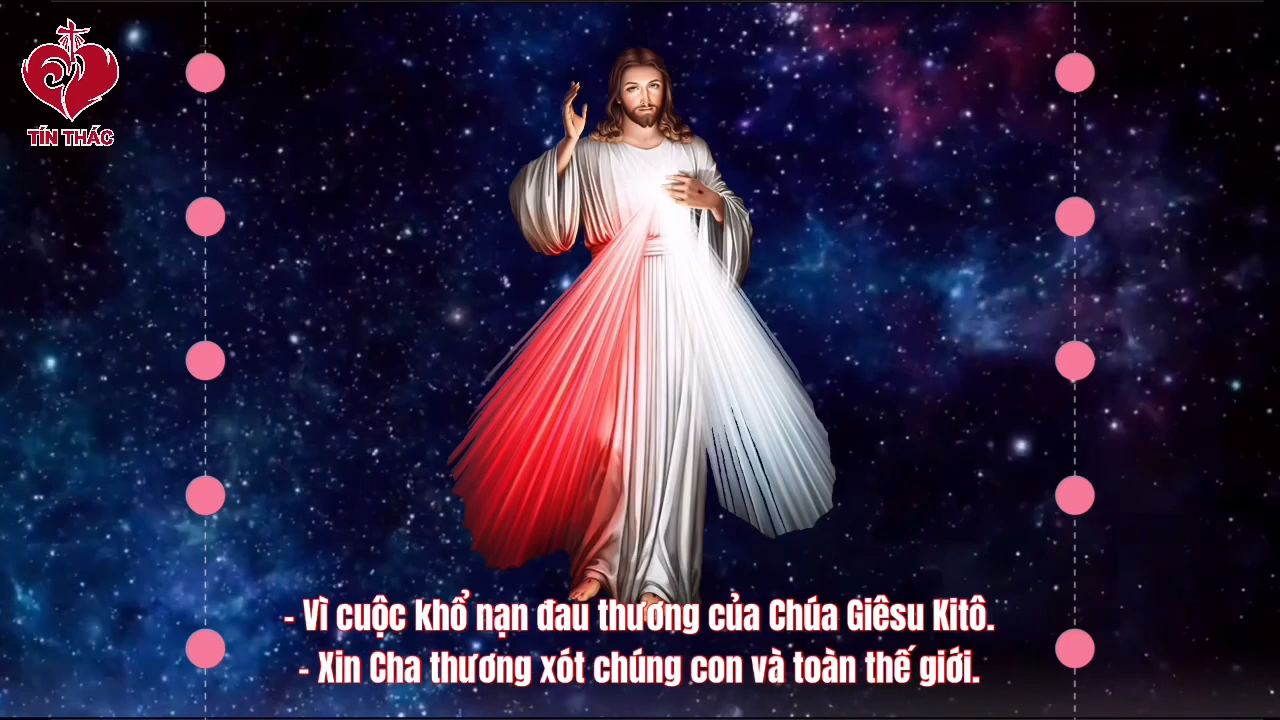 TÍN THÁC
- Vì cuộc khổ nạn đau thương của Chúa Giêsu Kitô.
- Xin Cha thương xót chúng con và toàn thế giới.